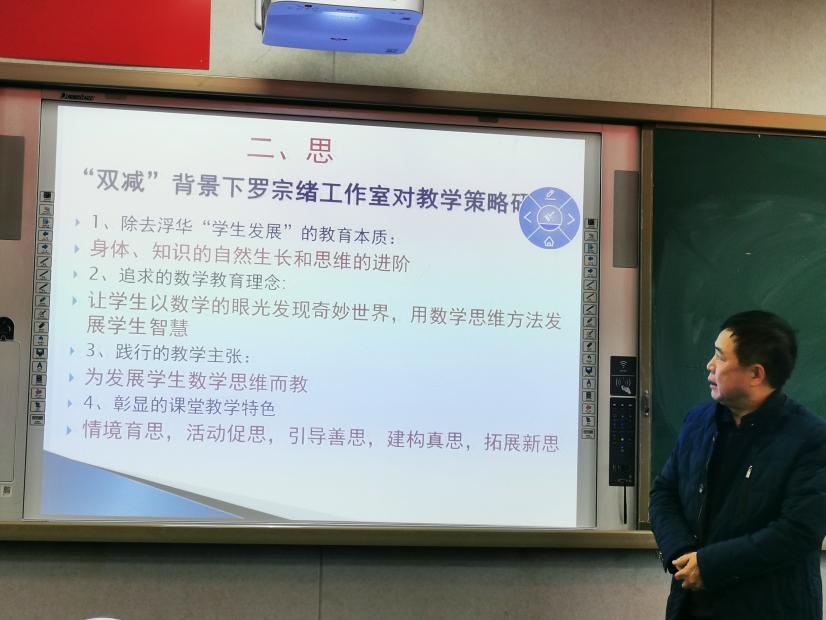 二、思
“双减”背景下罗宗绪工作室对教学策略研
1、除去浮华“学生发展”的教育本质：
身体、知识的自然生长和思维的进阶
2、追求的数学教育理念：
让学生以数学的眼光发现奇妙世界，用数学思维方法发
展学生智慧
3、践行的教学主张：
为发展学生数学思维而教
4、彰显的课堂教学特色
情境育思，活动促思，引导善思，建构真思，拓展新思